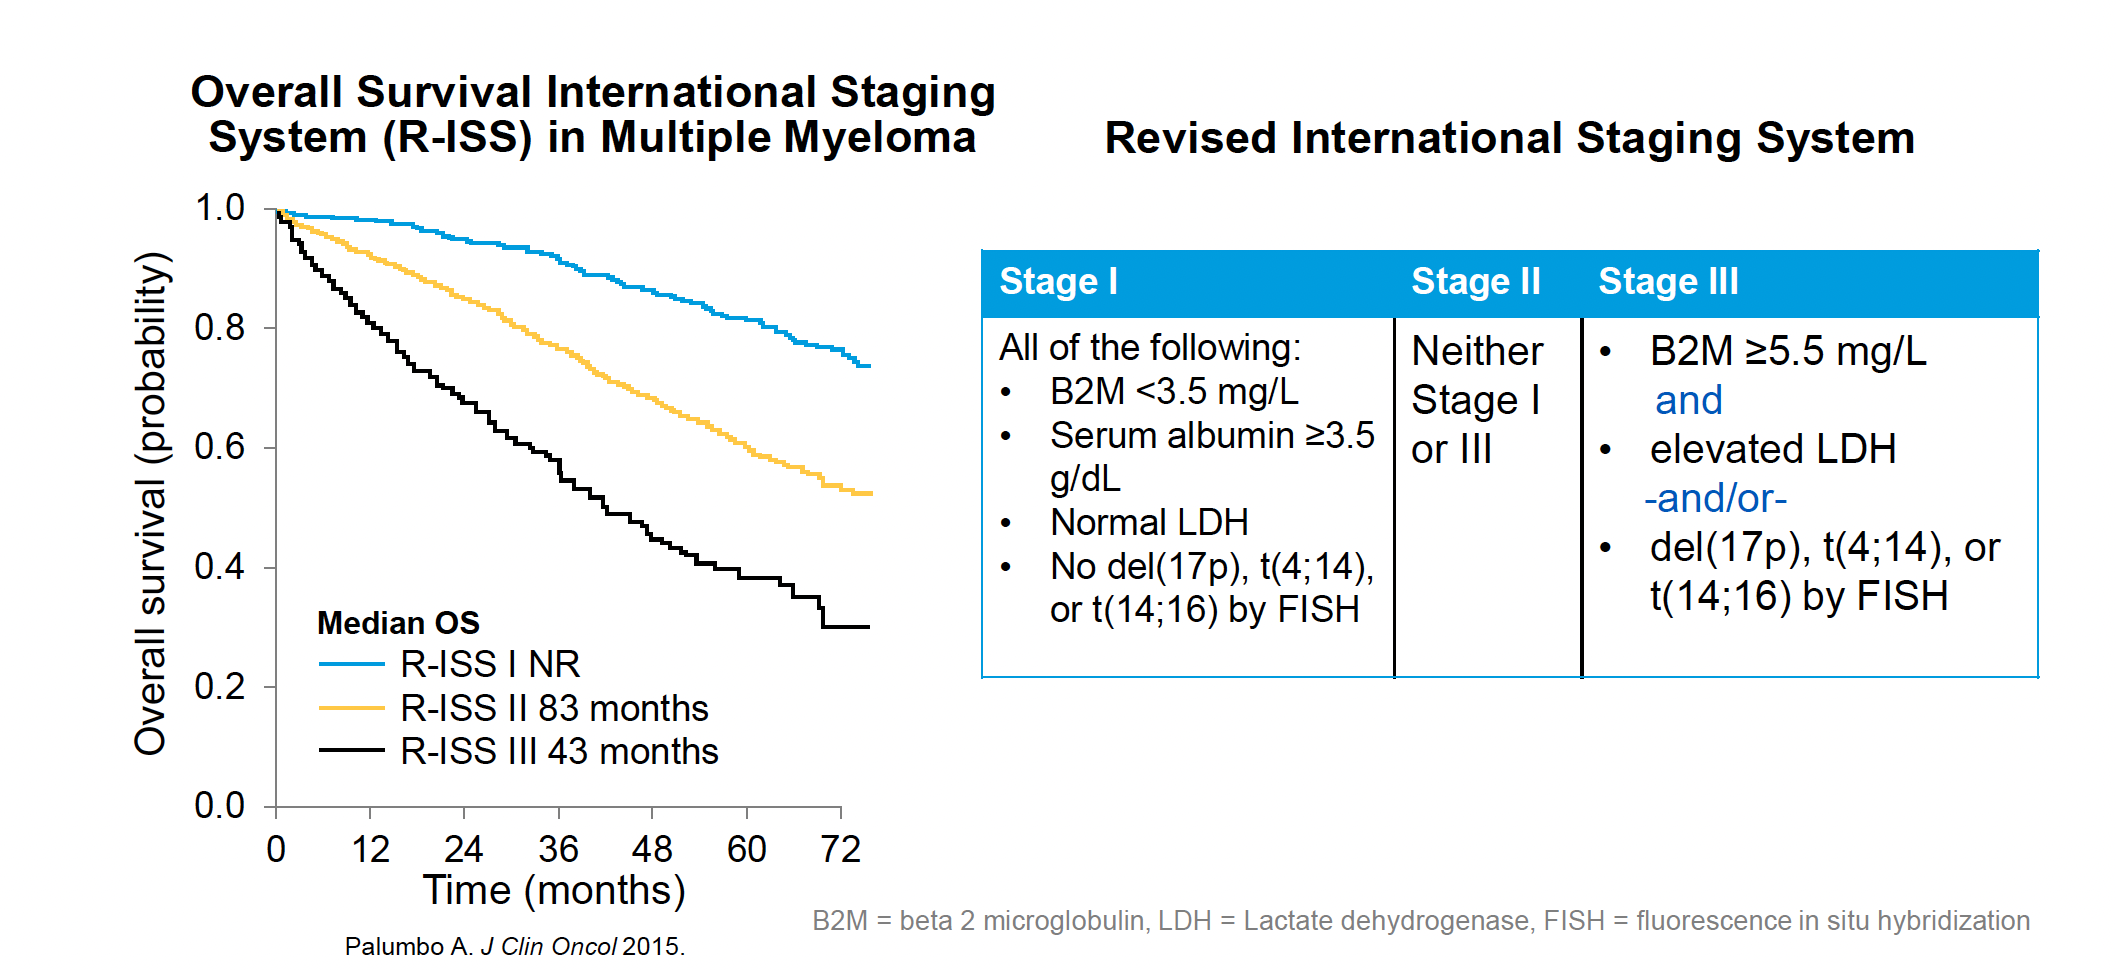 Overall Survival International Staging
System (R-ISS) in Multiple Myeloma
1.0
0.8
0.6
0.4
0.2
0.0
Overall survival (probability)
Median OS
R-ISS I NR
R-ISS II 83 months
R-ISS III 43 months
0 12 24 36 48 60 72
Time (months)
Palumbo A. J Clin Oncol 2015.
Revised International Staging System
Stage I
All of the following:
• B2M <3.5 mg/L
• Serum albumin ≥3.5
g/dL
• Normal LDH
• No del(17p), t(4;14),
or t(14;16) by FISH
Stage II
Neither
Stage I
or III
Stage III
• B2M ≥5.5 mg/L
and
• elevated LDH
-and/or-
• del(17p), t(4;14), or
t(14;16) by FISH
B2M = beta 2 microglobulin, LDH = Lactate dehydrogenase, FISH = fluorescence in situ hybridization